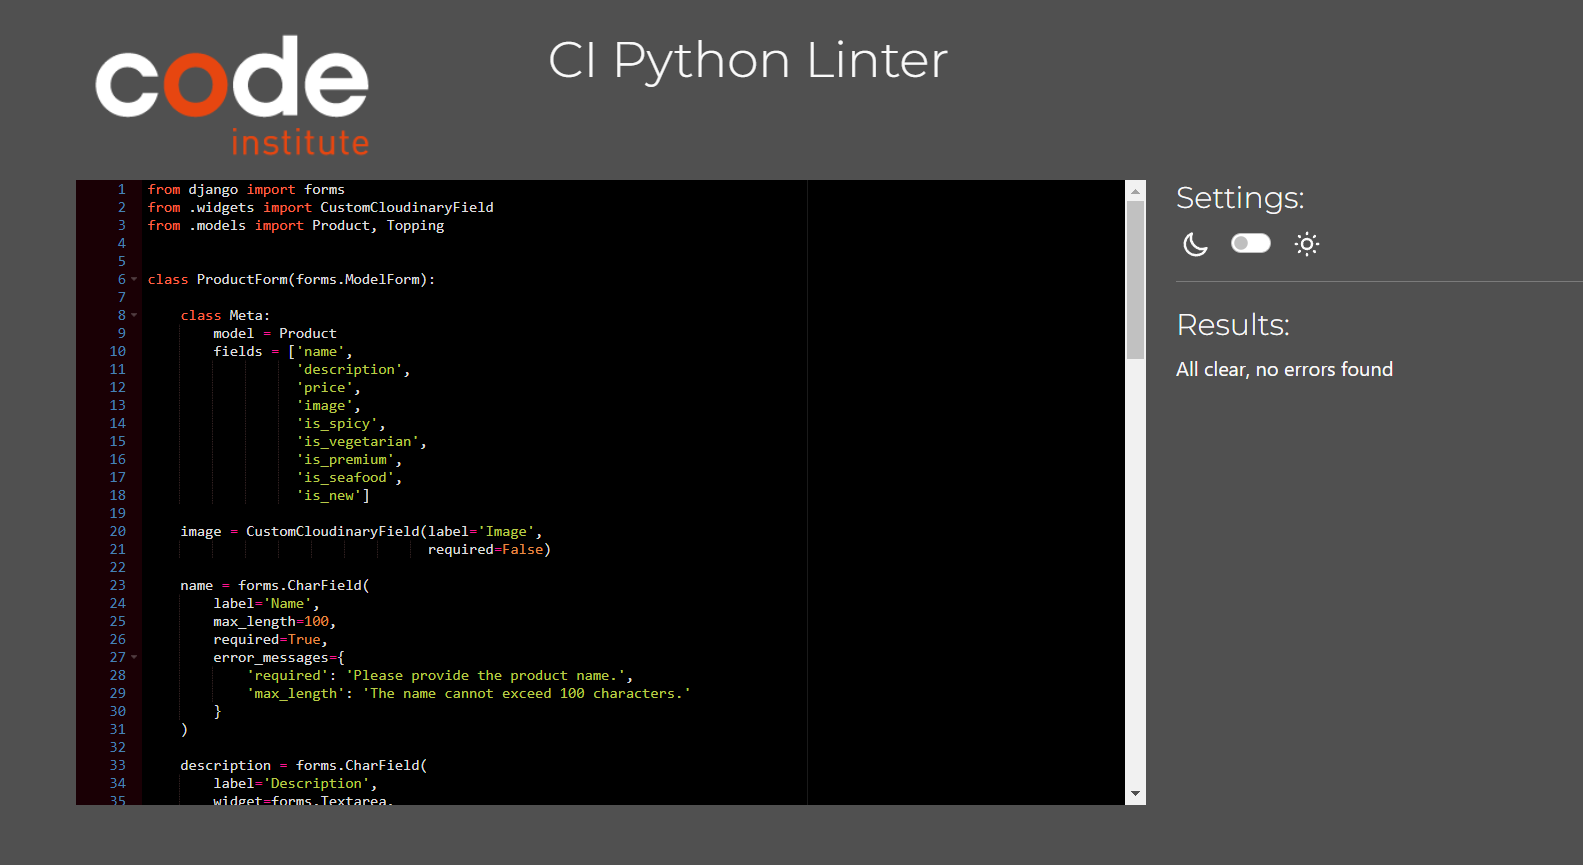 code
institute
CI Python Linter
1 from django import forms
2 from .widgets import CustomCloudinaryField
3 from .models import Product, Topping
4
5
6 class ProductForm(forms.ModelForm):
7
8     class Meta:
9         model = Product
10         fields = ['name',
11                   'description',
12                   'price',
13                   'image',
14                   'is_spicy',
15                   'is_vegetarian',
16                   'is_premium',
17                   'is_seafood',
18                   'is_new']
19
20     image = CustomCloudinaryField(label='Image',
21                                   required=False)
22
23     name = forms.CharField(
24         label='Name',
25         max_length=100,
26         required=True,
27         error_messages={
28             'required': 'Please provide the product name.',
29             'max_length': 'The name cannot exceed 100 characters.'
30         }
31     )
32
33     description = forms.CharField(
34         label='Description',
35         widget=forms.Textarea,
Settings:
Results:
All clear, no errors found